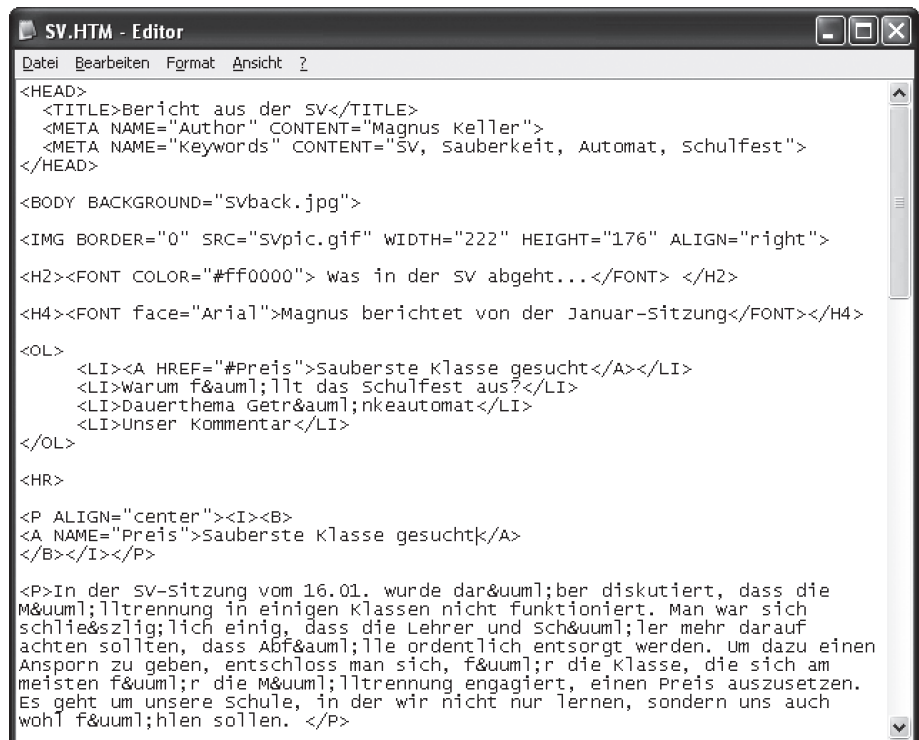 SV.HTM - Editor
Datei Bearbeiten Format Ansicht ?
<HEAD>
<TITLE>Bericht aus der SV</TITLE>
<META NAME="Author" CONTENT="Magnus Keller">
<META NAME="Keywords" CONTENT="SV, Sauberkeit, Automat, Schulfest">
</HEAD>
<BODY BACKGROUND="SVback.jpg">
<IMG BORDER="0" SRC="SVpic.gif" WIDTH="222" HEIGHT="176" ALIGN="right">
<H2><FONT COLOR="#ff0000"> Was in der SV abgeht...</FONT> </H2>
<H4><FONT face="Arial">Magnus berichtet von der Januar-Sitzung</FONT></H4>
<OL>
<LI><A HREF="#Preis">Sauberste Klasse gesucht</A></LI>
<LI>Warum f&auml;llt das Schulfest aus?</LI>
<LI>Dauerthema Getr&auml;nkeautomat</LI>
<LI>Unser Kommentar</LI>
</OL>
<HR>
<P ALIGN="center"><I><B>
<A NAME="Preis">Sauberste Klasse gesucht</A>
</B></I></P>
<P>In der SV-Sitzung vom 16.01. wurde dar&uuml;ber diskutiert, dass die
M&uuml;lltrennung in einigen Klassen nicht funktioniert. Man war sich
schlie&szlig;lich einig, dass die Lehrer und Sch&uuml;ler mehr darauf
achten sollten, dass Abf&auml;lle ordentlich entsorgt werden. Um dazu einen
Ansporn zu geben, entschloss man sich, f&uuml;r die Klasse, die sich am
meisten f&uuml;r die M&uuml;lltrennung engagiert, einen Preis auszusetzen.
Es geht um unsere Schule, in der wir nicht nur lernen, sondern uns auch
wohl f&uuml;hlen sollen. </P>